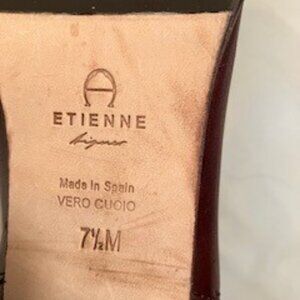 ETIENNE
Aigner
Made in Spain
VERO CUOIO
7½M